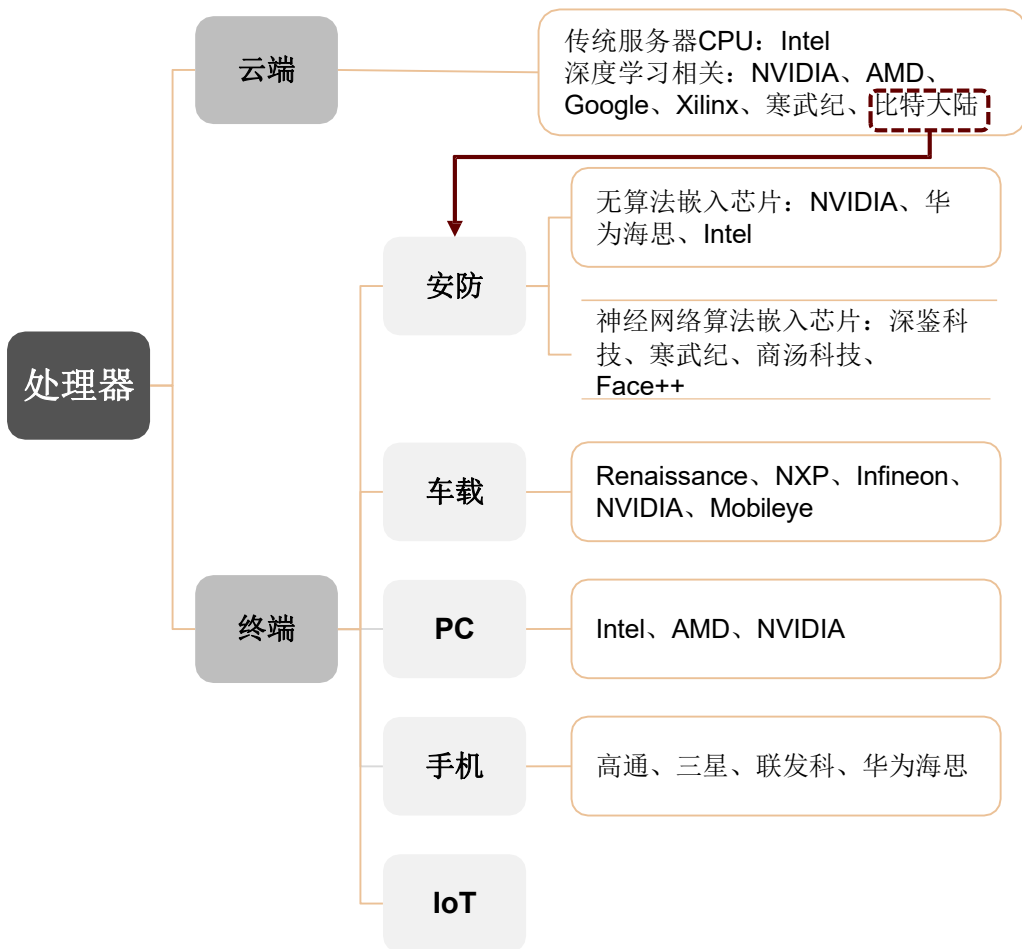 云端
传统服务器CPU：Intel
深度学习相关：NVIDIA、AMD、
Google、Xilinx、寒武纪、比特大陆
无算法嵌入芯片：NVIDIA、华
为海思、Intel
安防
神经网络算法嵌入芯片：深鉴科
技、寒武纪、商汤科技、
Face++
处理器
车载
Renaissance、NXP、Infineon、
NVIDIA、Mobileye
终端
PC
Intel、AMD、NVIDIA
手机
高通、三星、联发科、华为海思
IoT